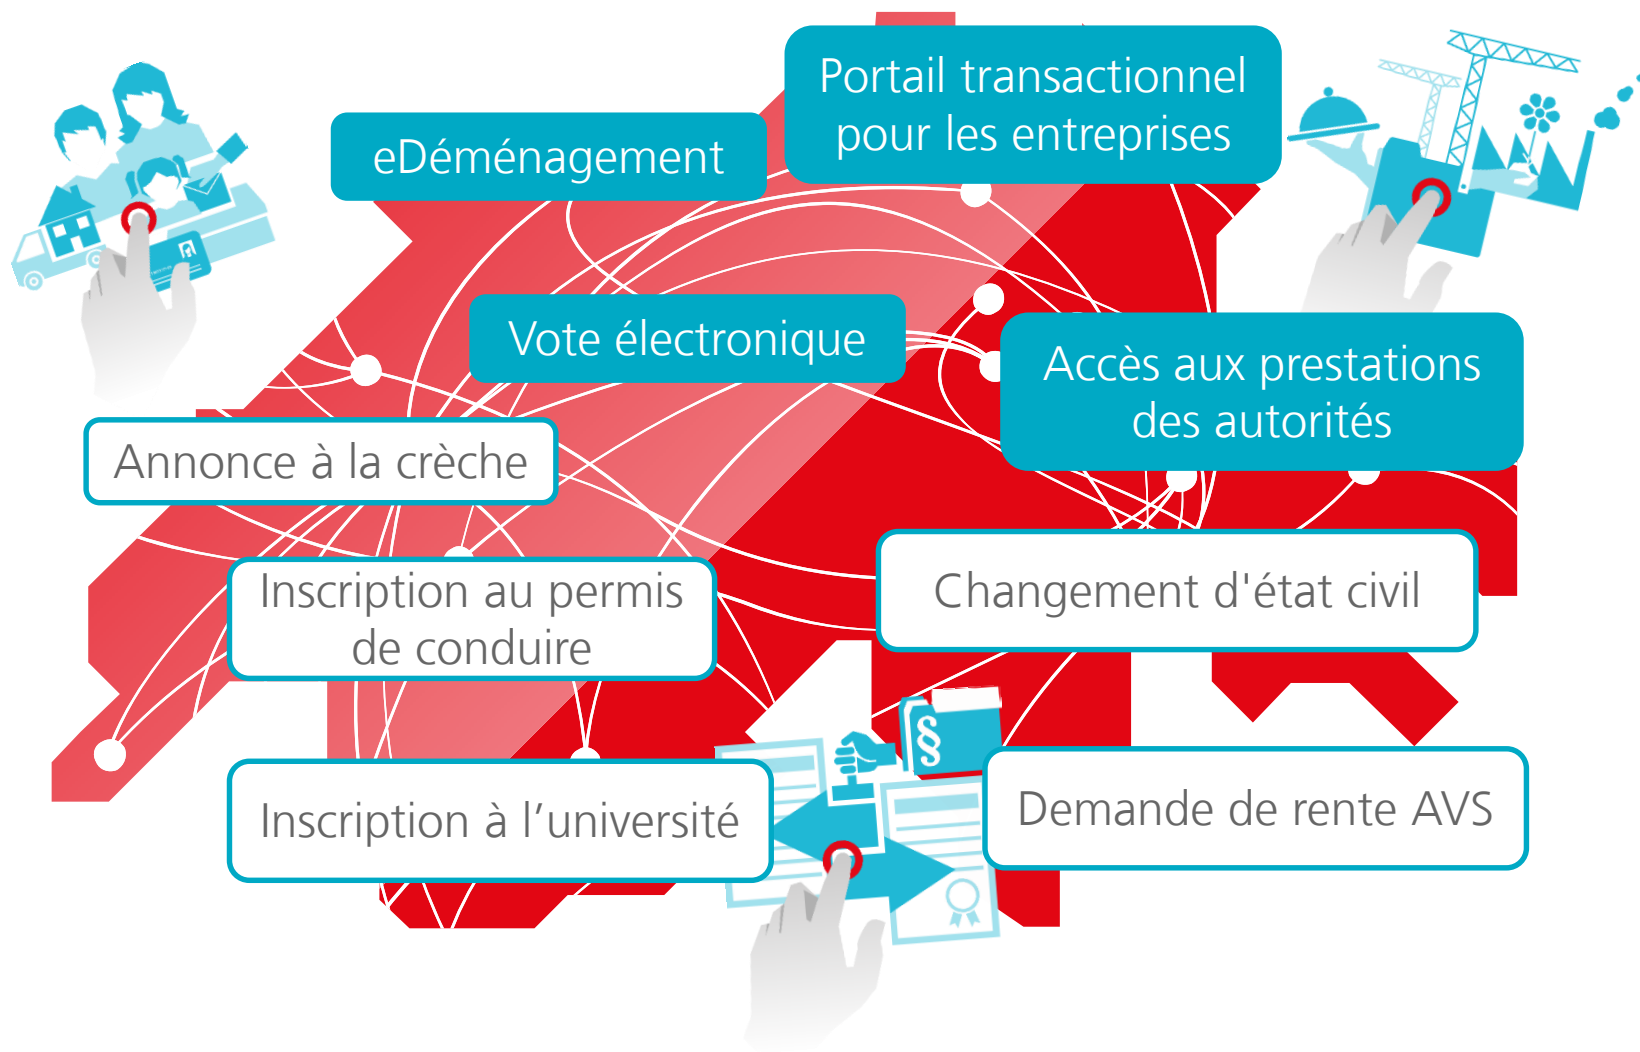 Portail transactionnel
pour les entreprises
eDéménagement
Vote électronique
Accès aux prestations
des autorités
Annonce à la crèche
Inscription au permis
de conduire
Changement d'état civil
§
Inscription à l’université
Demande de rente AVS